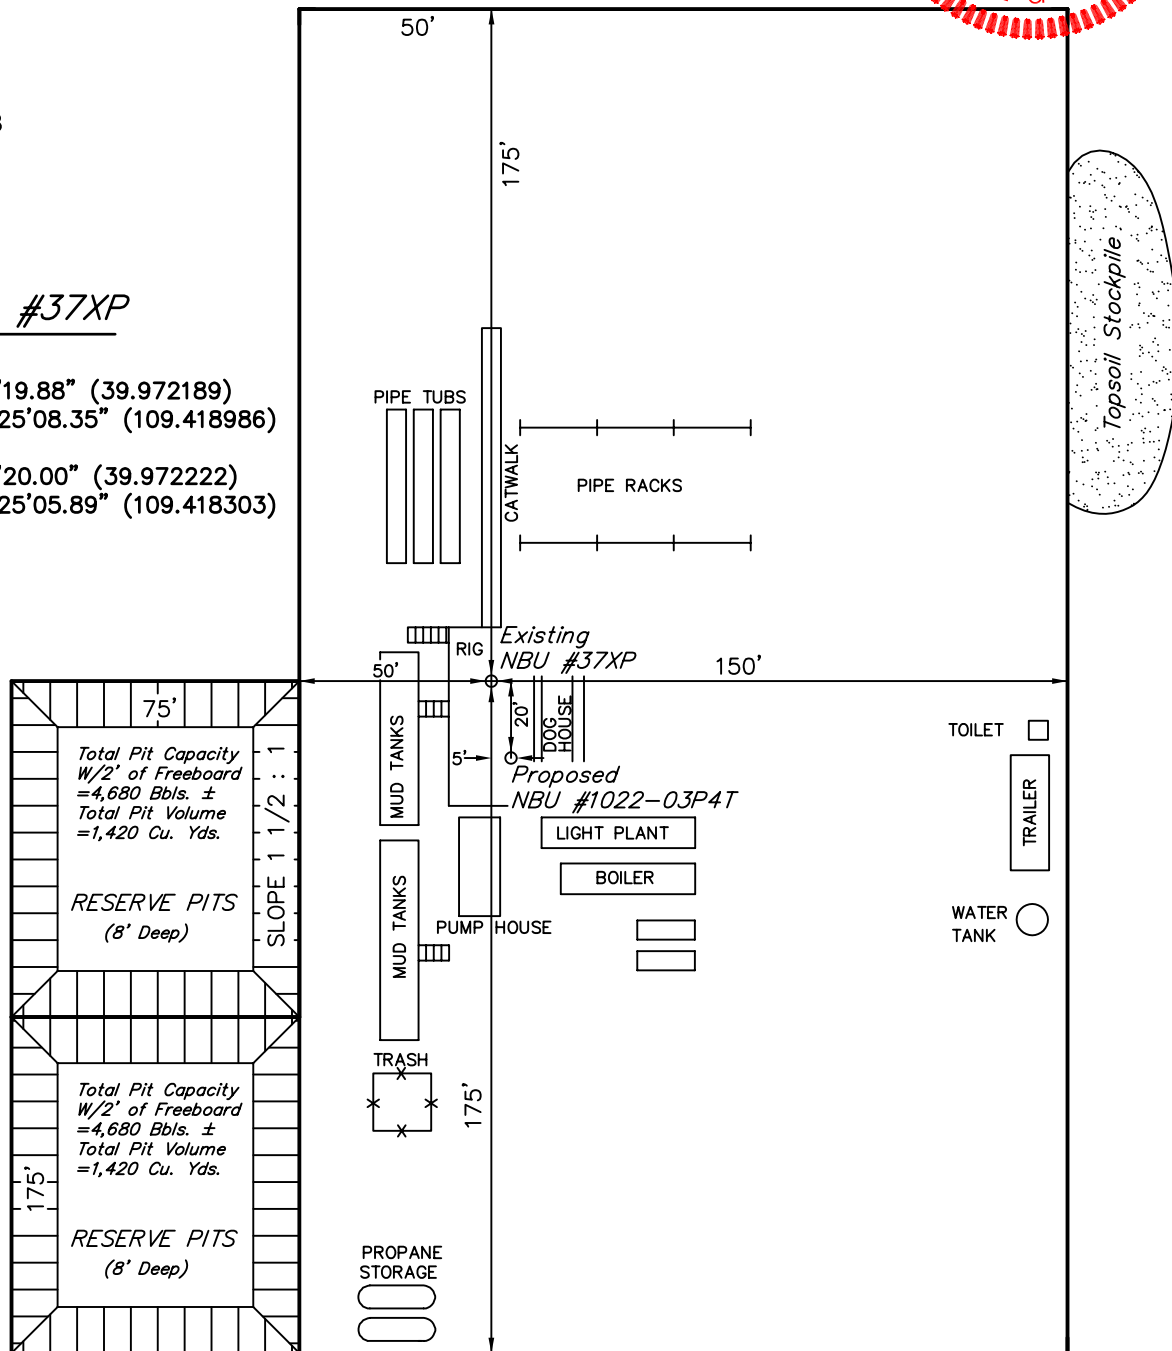 50'
175'
#37XP
'19.88" (39.972189)
25'08.35" (109.418986)
'20.00" (39.972222)
25'05.89" (109.418303)
Topsoil Stockpile
PIPE TUBS
CATWALK
PIPE RACKS
RIG
Existing
NBU #37XP
50'
150'
75'
20'
DOG
HOUSE
5'
Proposed
NBU #1022-03P4T
MUD TANKS
TOILET
TRAILER
LIGHT PLANT
BOILER
PUMP HOUSE
MUD TANKS
WATER
TANK
Total Pit Capacity
W/2' of Freeboard
=4,680 Bbls. ±
Total Pit Volume
=1,420 Cu. Yds.
SLOPE 1 1/2 : 1
RESERVE PITS
(8' Deep)
TRASH
175'
Total Pit Capacity
W/2' of Freeboard
=4,680 Bbls. ±
Total Pit Volume
=1,420 Cu. Yds.
175'
RESERVE PITS
(8' Deep)
PROPANE
STORAGE